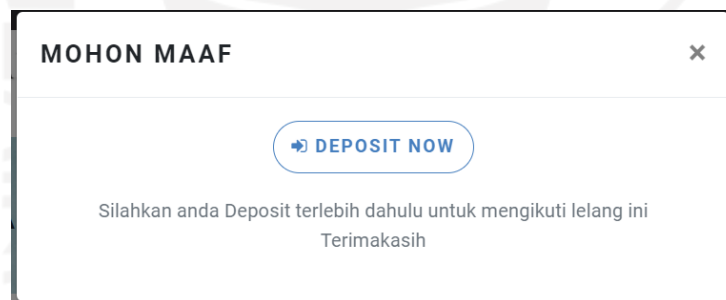 MOHON MAAF
×
DEPOSIT NOW
Silahkan anda Deposit terlebih dahulu untuk mengikuti lelang ini
Terimakasih